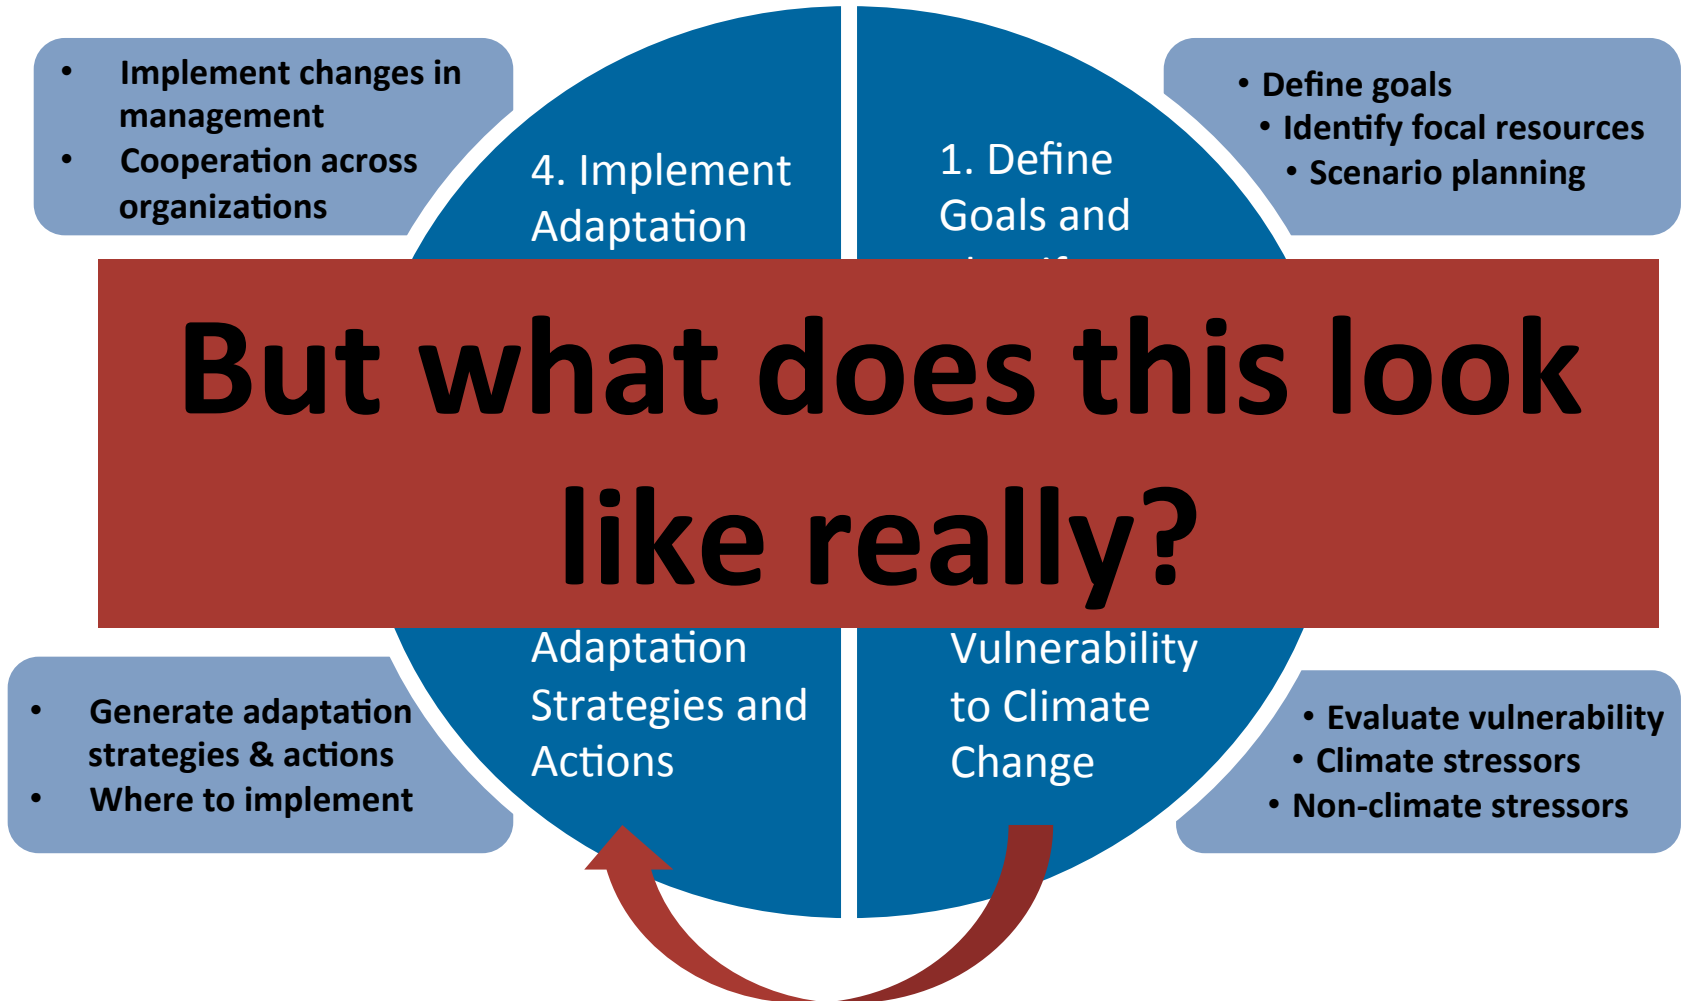 • Implement changes in
management
• Cooperation across
organizations
4. Implement
Adaptation
1. Define
Goals and
• Define goals
• Identify focal resources
• Scenario planning
But what does this look
like really?
• Generate adaptation
strategies & actions
• Where to implement
Adaptation
Strategies and
Actions
Vulnerability
to Climate
Change
• Evaluate vulnerability
• Climate stressors
• Non-climate stressors